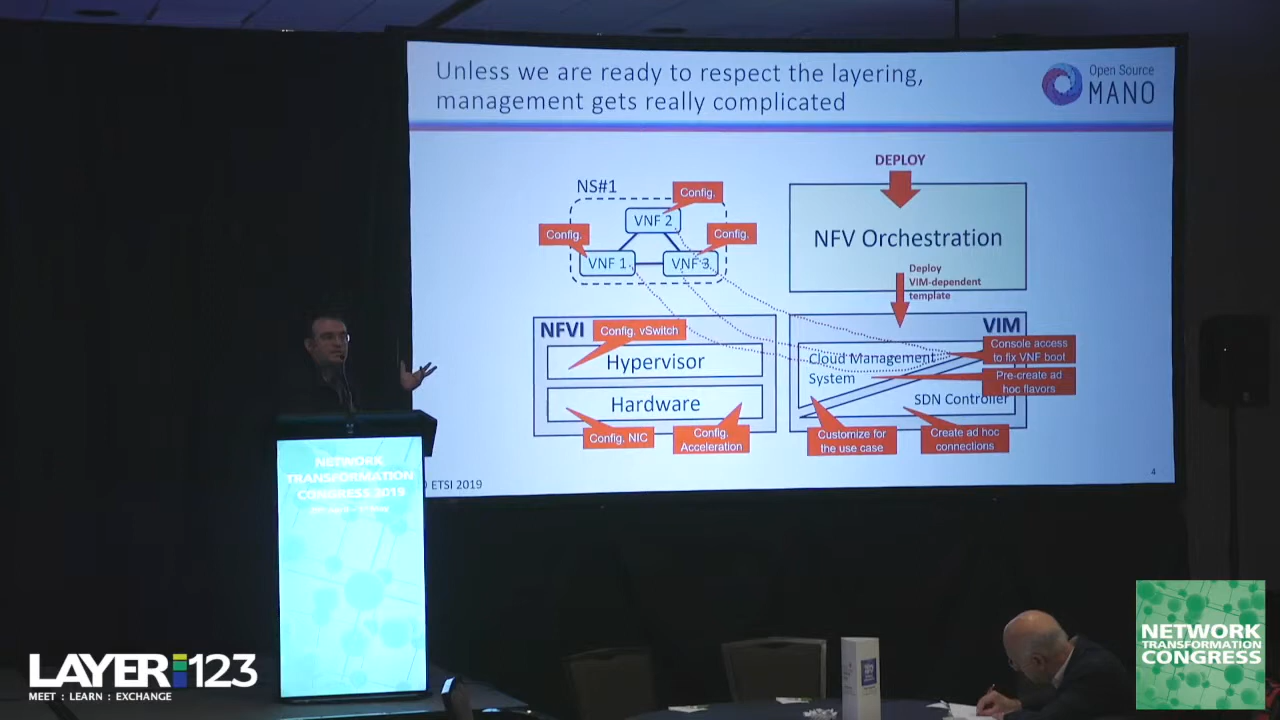 Unless we are ready to respect the layering,
management gets really complicated
Open Source
MANO
DEPLOY
NS#1
Config.
VNF 2
Config.
Config.
VNF 1
VNF 3
NFV Orchestration
Deploy
VIM-dependent
template
NFVI
Config. vSwitch
Hypervisor
Hardware
Config. NIC
Config.
Acceleration
VIM
Cloud Management
System
Console access
to fix VNF boot
Pre-create ad
hoc flavors
SDN Controller
Customize for
the use case
Create ad hoc
connections
4
ETSI 2019
NETWORK
TRANSFORMATION
CONGRESS 2019
LAYER 123
MEET : LEARN : EXCHANGE
NETWORK
TRANSFORMATION
CONGRESS